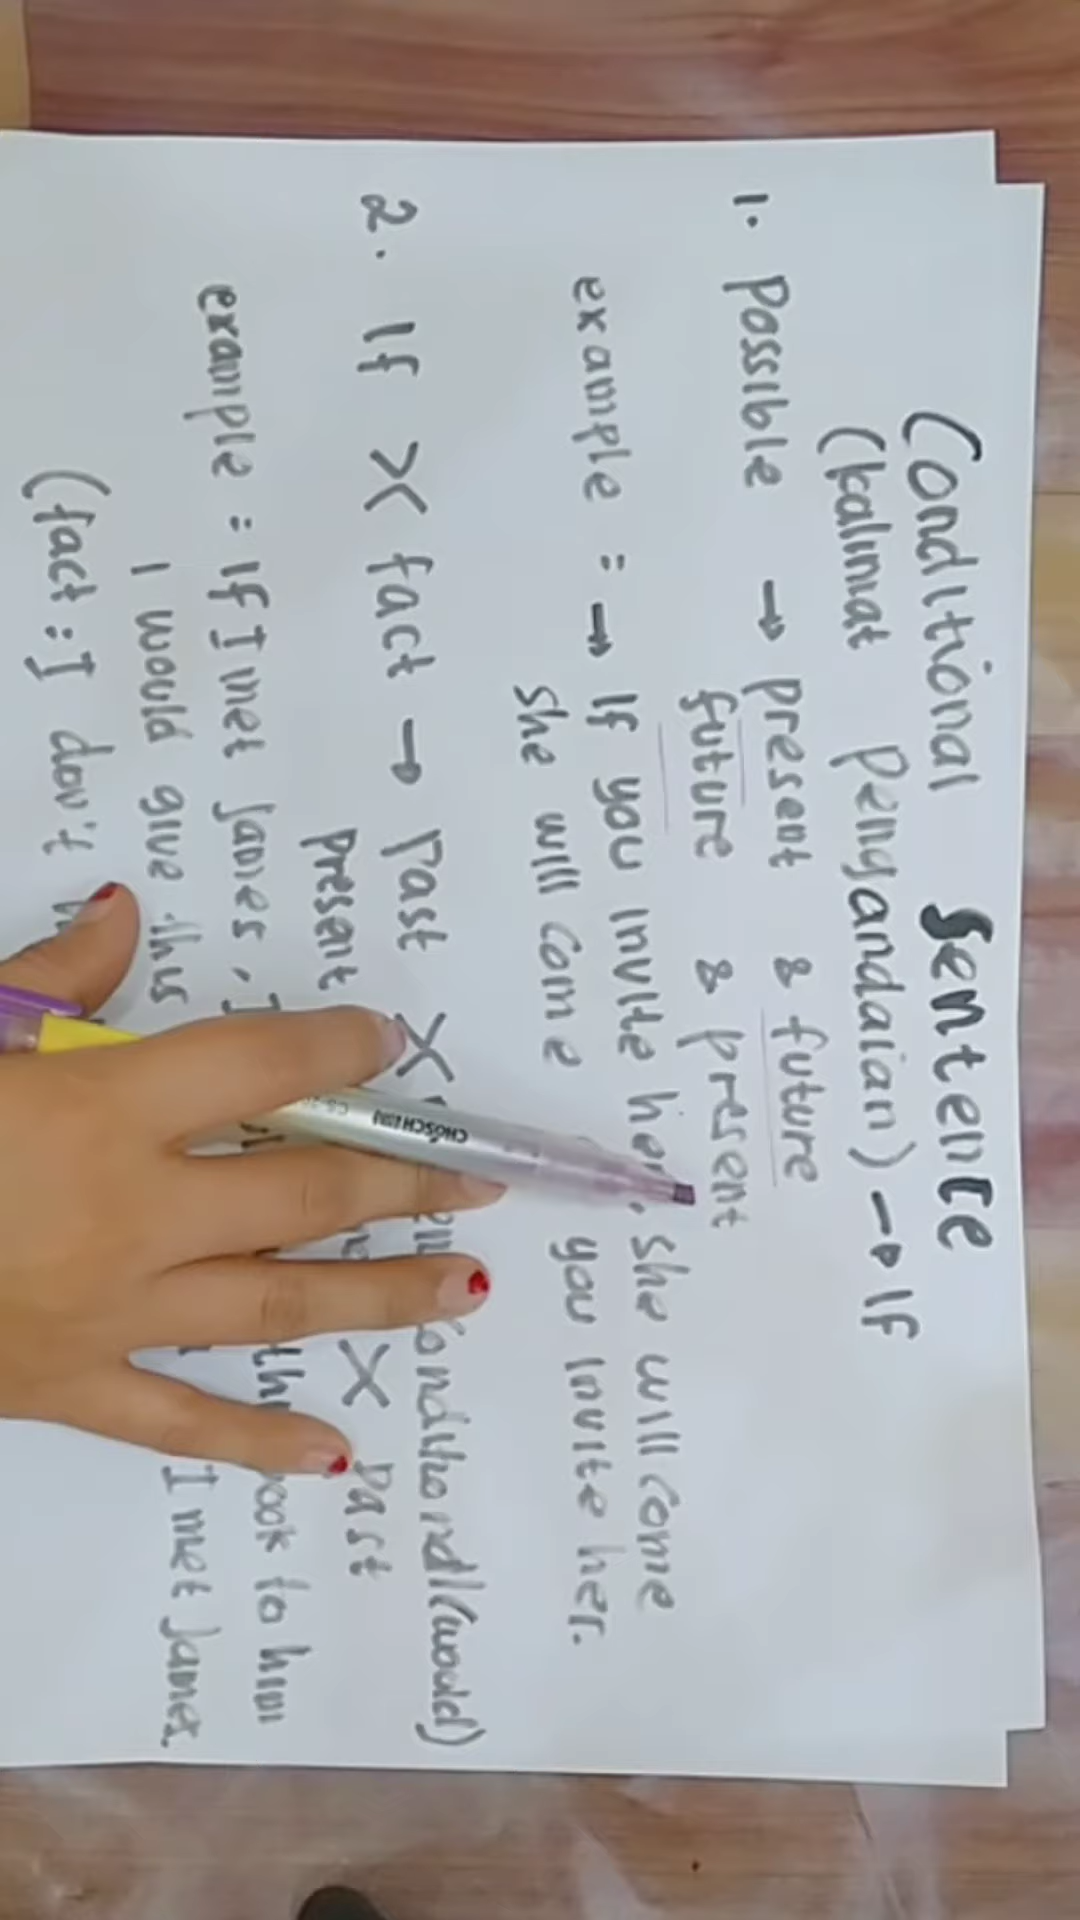 Conditional Sentence
(kalimat pengandaian) → If
1. Possible → present & future
future & present
example : → If you invite her, she will come
she will come you invite her.
2. If X fact → past X Conditional (would)
present X past
example : If I met James, I book to him
I would give this I met James
(fact : I don't
CHOSCH